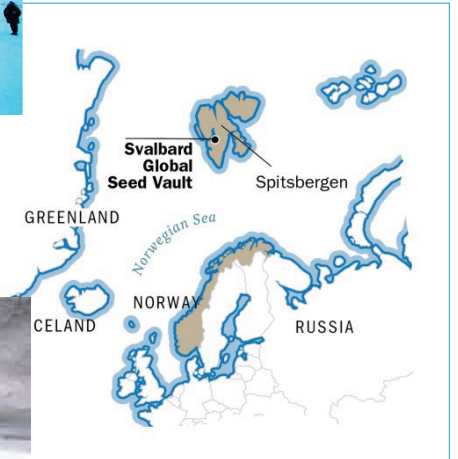 Svalbard
Global
Seed Vault
Spitsbergen
GREENLAND
Norwegian Sea
NORWAY
CELAND
RUSSIA